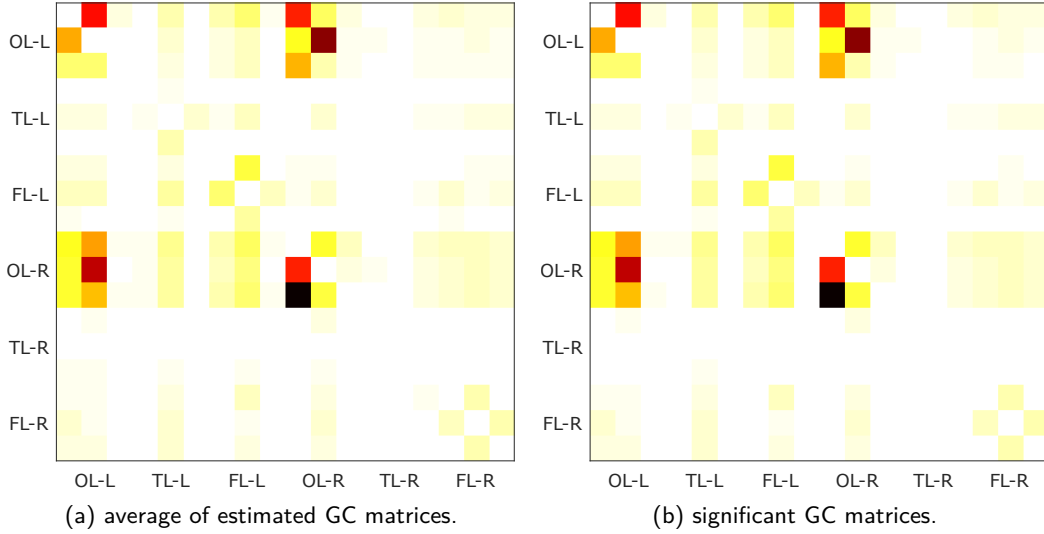 OL-L
TL-L
FL-L
OL-R
TL-R
FL-R
OL-L TL-L FL-L OL-R TL-R FL-R
(a) average of estimated GC matrices.
OL-L
TL-L
FL-L
OL-R
TL-R
FL-R
OL-L TL-L FL-L OL-R TL-R FL-R
(b) significant GC matrices.